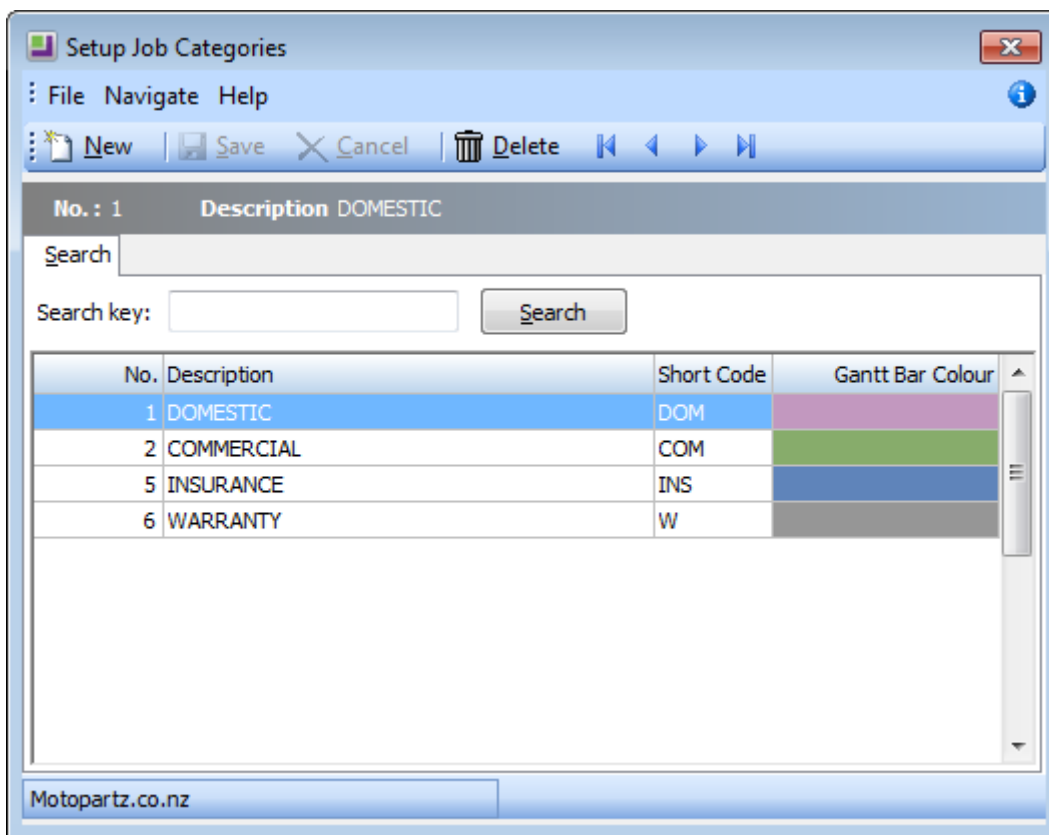 Setup Job Categories
File Navigate Help
New Save Cancel Delete
No. : 1 Description DOMESTIC
Search
Search key: Search
No. Description Short Code Gantt Bar Colour
1 DOMESTIC DOM
2 COMMERCIAL COM
5 INSURANCE INS
6 WARRANTY W
Motopartz.co.nz